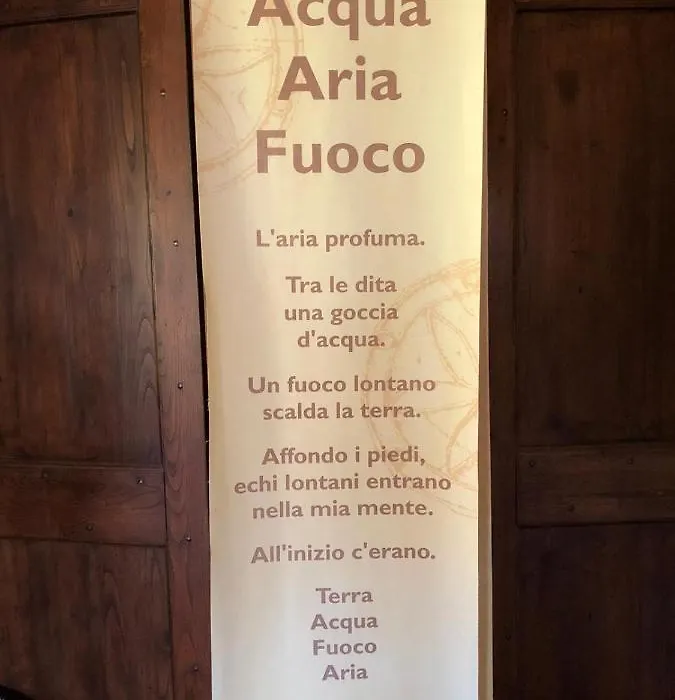 Acqua
Aria
Fuoco
L'aria profuma.
Tra le dita
una goccia
d'acqua.
Un fuoco lontano
scalda la terra.
Affondo i piedi,
echi lontani entrano
nella mia mente.
All'inizio c'erano.
Terra
Acqua
Fuoco
Aria